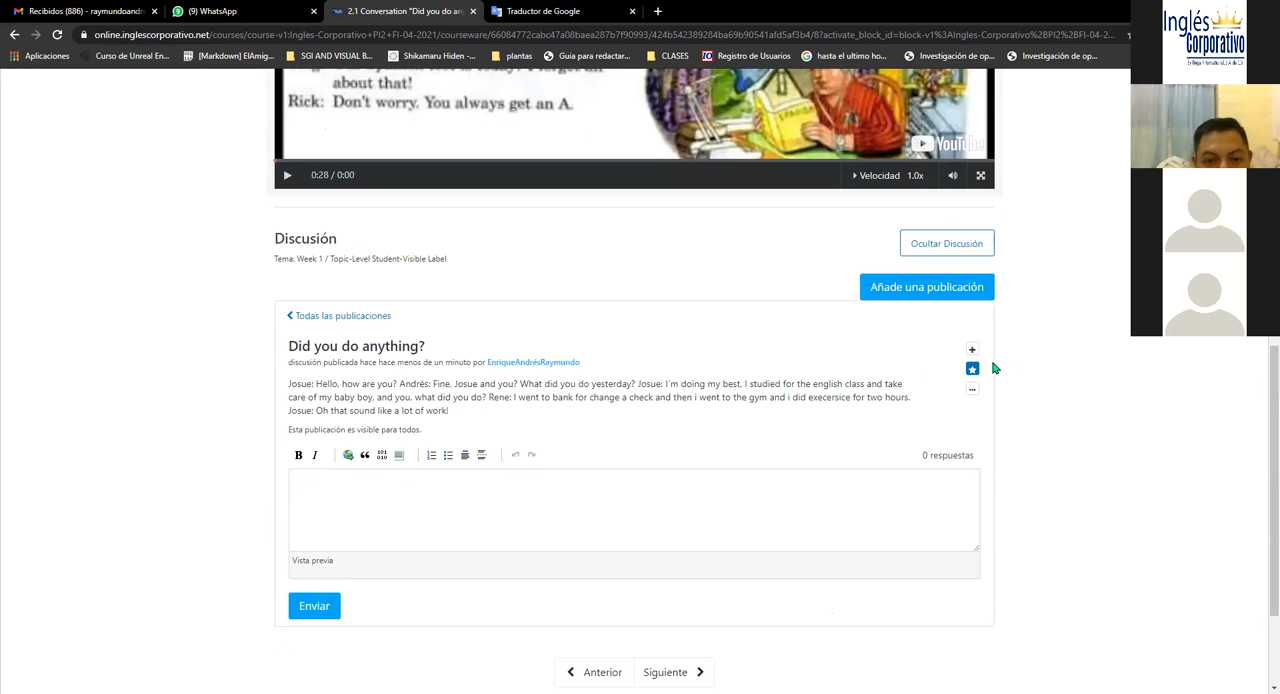 Recibidos (886) - raymundoandre
(9) WhatsApp
2.1 Conversation "Did you do any
Traductor de Google
online.inglescorporativo.net/courses/course-v1:Ingles-Corporativo+PI2+FI-04-2021/courseware/66084772cabc47a08baea287b7f90993/424b542389284ba69b90541afd5af3b4/8?activate_block_id=block-v1%3AIngles-Corporativo%2BPI2%2BFI-04-2...
Aplicaciones
Curso de Unreal En...
[Markdown] ElAmig...
SGI AND VISUAL B...
Shikamaru Hiden -...
plantas
Guia para redactar...
CLASES
Registro de Usuarios
hasta el ultimo ho...
Investigación de op...
Investigación de op...
Inglés
Corporativo
about that!
Rick: Don't worry. You always get an A.
YouTube
0:28 / 0:00
Velocidad 1.0x
Discusión
Ocultar Discusión
Tema: Week 1 / Topic-Level Student-Visible Label
Añade una publicación
Todas las publicaciones
Did you do anything?
discusión publicada hace hace menos de un minuto por EnriqueAndrésRaymundo
Josue: Hello, how are you? Andrés: Fine, Josue and you? What did you do yesterday? Josue: I'm doing my best, I studied for the english class and take
care of my baby boy, and you, what did you do? Rene: I went to bank for change a check and then i went to the gym and i did execersice for two hours.
Josue: Oh that sound like a lot of work!
Esta publicación es visible para todos.
B I
0 respuestas
Vista previa
Enviar
Anterior
Siguiente